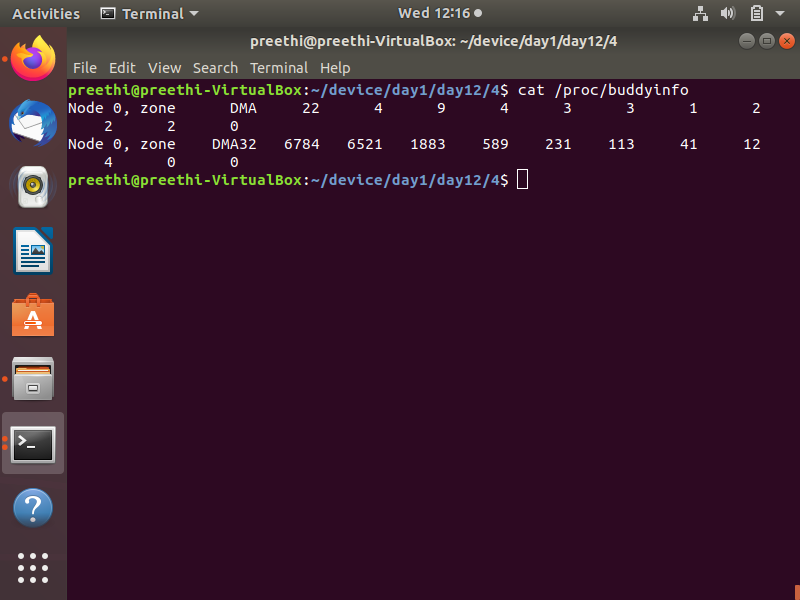 Activities Terminal Wed 12:16
preethi@preethi-VirtualBox: ~/device/day1/day12/4
File Edit View Search Terminal Help
preethi@preethi-VirtualBox:~/device/day1/day12/4$ cat /proc/buddyinfo
Node 0, zone DMA 22 4 9 4 3 3 1 2
2 2 0
Node 0, zone DMA32 6784 6521 1883 589 231 113 41 12
4 0 0
preethi@preethi-VirtualBox:~/device/day1/day12/4$